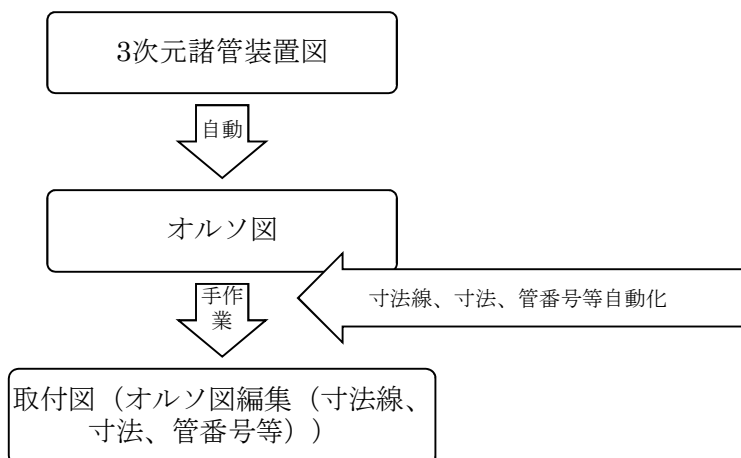 3次元諸管装置図
自動
オルソ図
手作
業
寸法線、寸法、管番号等自動化
取付図（オルソ図編集（寸法線、
寸法、管番号等））